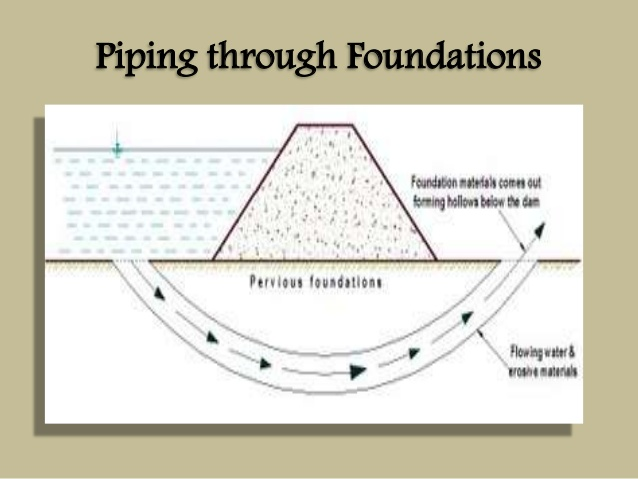 Piping through Foundations
Foundation materials comes out
forming hollows below the dam
Pervious foundations
Flowing water &
erosive materials